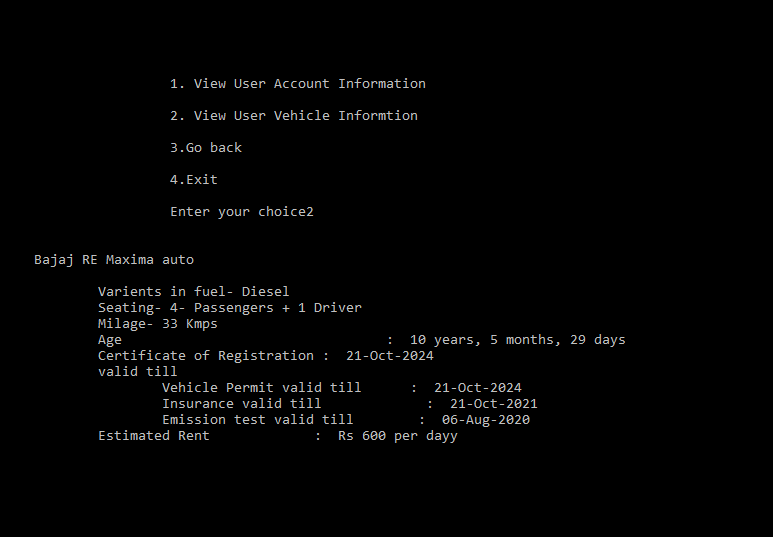 1. View User Account Information
2. View User Vehicle Informtion
3.Go back
4.Exit
Enter your choice2
Bajaj RE Maxima auto
Varients in fuel- Diesel
Seating- 4- Passengers + 1 Driver
Milage- 33 Kmps
Age : 10 years, 5 months, 29 days
Certificate of Registration : 21-Oct-2024
valid till
Vehicle Permit valid till : 21-Oct-2024
Insurance valid till : 21-Oct-2021
Emission test valid till : 06-Aug-2020
Estimated Rent : Rs 600 per dayy